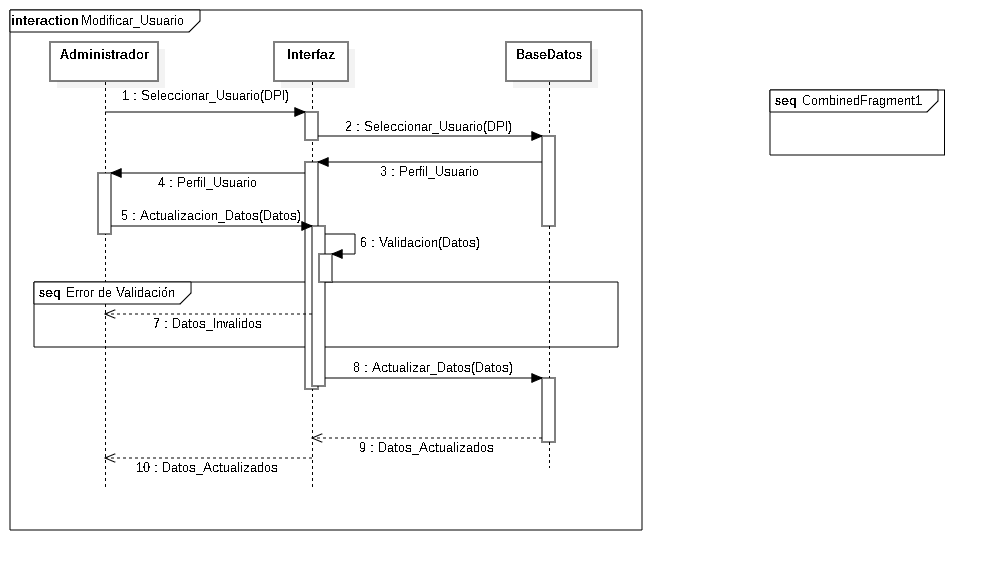 interaction Modificar_Usuario
Administrador
Interfaz
BaseDatos
1 : Seleccionar_Usuario(DPI)
seq CombinedFragment1
2 : Seleccionar_Usuario(DPI)
3 : Perfil_Usuario
4 : Perfil_Usuario
5 : Actualizacion_Datos(Datos)
6 : Validacion(Datos)
seq Error de Validación
7 : Datos_Invalidos
8 : Actualizar_Datos(Datos)
9 : Datos_Actualizados
10 : Datos_Actualizados